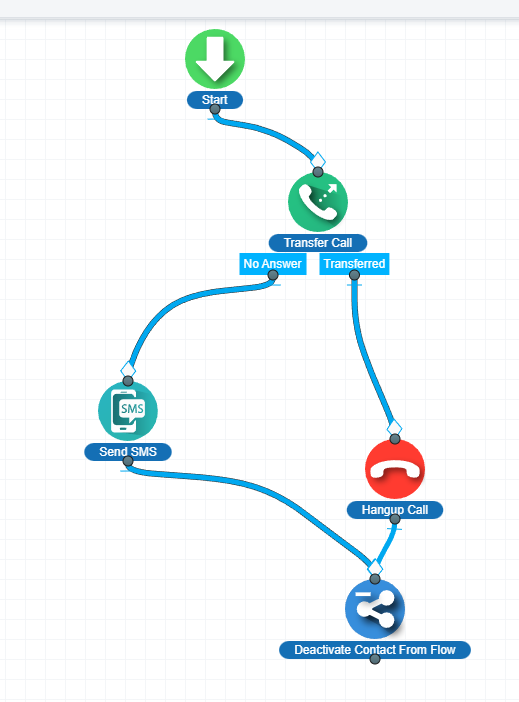 Start
Transfer Call
No Answer
Transferred
SMS
Send SMS
Hangup Call
Deactivate Contact From Flow